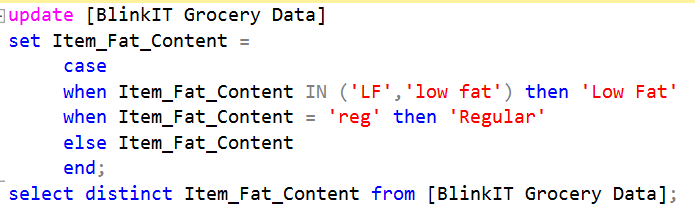 update [BlinkIT Grocery Data]
set Item_Fat_Content =
case
when Item_Fat_Content IN ('LF','low fat') then 'Low Fat'
when Item_Fat_Content = 'reg' then 'Regular'
else Item_Fat_Content
end;
select distinct Item_Fat_Content from [BlinkIT Grocery Data];